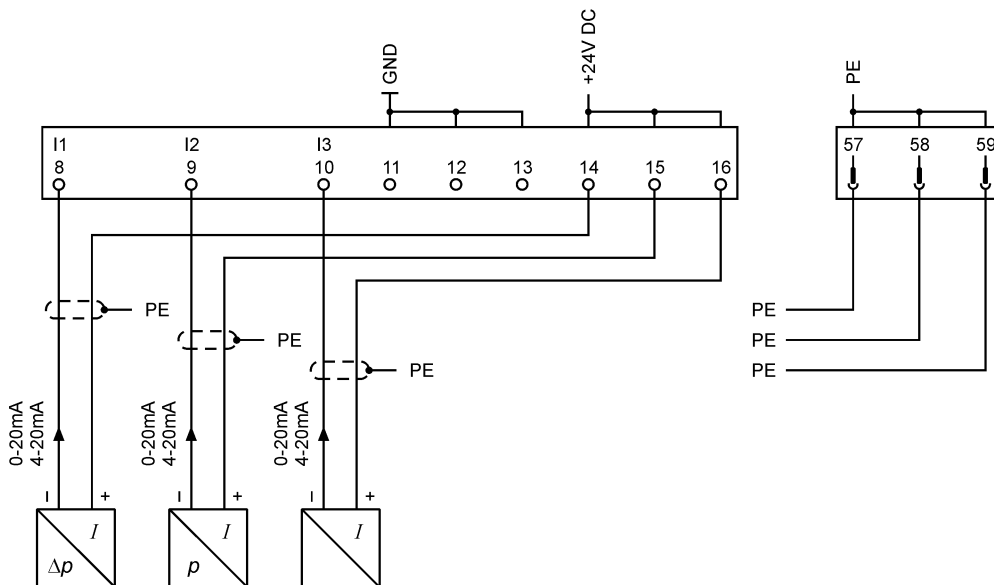 GND
+24V DC
PE
I1 I2 I3
8 9 10 11 12 13 14 15 16
57 58 59
PE
PE
PE
PE
PE
PE
0-20mA
4-20mA
0-20mA
4-20mA
0-20mA
4-20mA
− + − + − +
I I I
Δp p